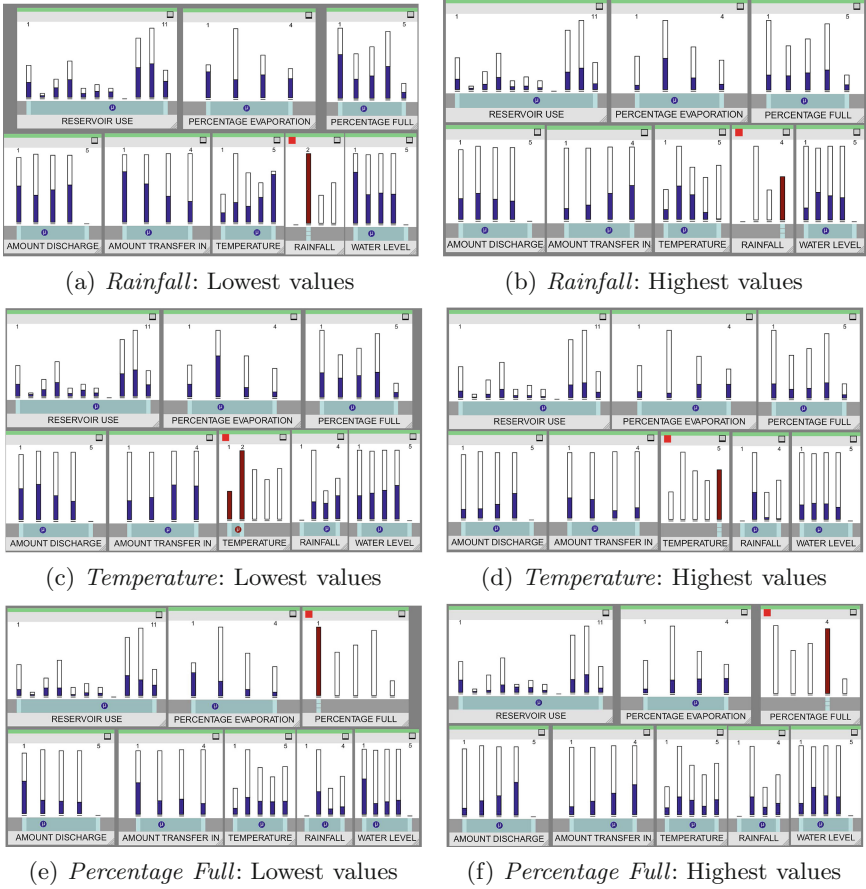 1 11 1 4 1 5
μ μ μ
RESERVOIR USE PERCENTAGE EVAPORATION PERCENTAGE FULL
1 5 1 4 1 5 2 1 5
μ μ μ μ
AMOUNT DISCHARGE AMOUNT TRANSFER IN TEMPERATURE RAINFALL WATER LEVEL
(a) Rainfall: Lowest values
1 11 1 4 1 5
μ μ μ
RESERVOIR USE PERCENTAGE EVAPORATION PERCENTAGE FULL
1 5 1 4 1 5 4 1 5
μ μ μ μ
AMOUNT DISCHARGE AMOUNT TRANSFER IN TEMPERATURE RAINFALL WATER LEVEL
(b) Rainfall: Highest values
1 11 1 4 1 5
μ μ μ
RESERVOIR USE PERCENTAGE EVAPORATION PERCENTAGE FULL
1 5 1 4 1 2 1 4 1 5
μ μ μ μ μ
AMOUNT DISCHARGE AMOUNT TRANSFER IN TEMPERATURE RAINFALL WATER LEVEL
(c) Temperature: Lowest values
1 11 1 4 1 5
μ μ μ
RESERVOIR USE PERCENTAGE EVAPORATION PERCENTAGE FULL
1 5 1 4 5 1 4 1 5
μ μ μ μ
AMOUNT DISCHARGE AMOUNT TRANSFER IN TEMPERATURE RAINFALL WATER LEVEL
(d) Temperature: Highest values
1 11 1 4 1
μ μ
RESERVOIR USE PERCENTAGE EVAPORATION PERCENTAGE FULL
1 5 1 4 1 5 1 4 1 5
μ μ μ μ μ
AMOUNT DISCHARGE AMOUNT TRANSFER IN TEMPERATURE RAINFALL WATER LEVEL
(e) Percentage Full: Lowest values
1 11 1 4 4
μ μ
RESERVOIR USE PERCENTAGE EVAPORATION PERCENTAGE FULL
1 5 1 4 1 5 1 4 1 5
μ μ μ μ μ
AMOUNT DISCHARGE AMOUNT TRANSFER IN TEMPERATURE RAINFALL WATER LEVEL
(f) Percentage Full: Highest values